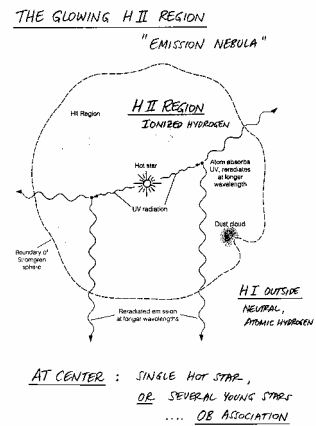 THE GLOWING H II REGION
"EMISSION NEBULA"
H II REGION
HII Region
IONIZED HYDROGEN
Hot star
Atom absorbs
UV, reradiates
at longer
wavelength
UV radiation
Dust cloud
Boundary of
Stromgren
sphere
HI OUTSIDE
NEUTRAL,
ATOMIC HYDROGEN
Reradiated emission
at longer wavelengths
AT CENTER : SINGLE HOT STAR,
OR SEVERAL YOUNG STARS
.... OB ASSOCIATION